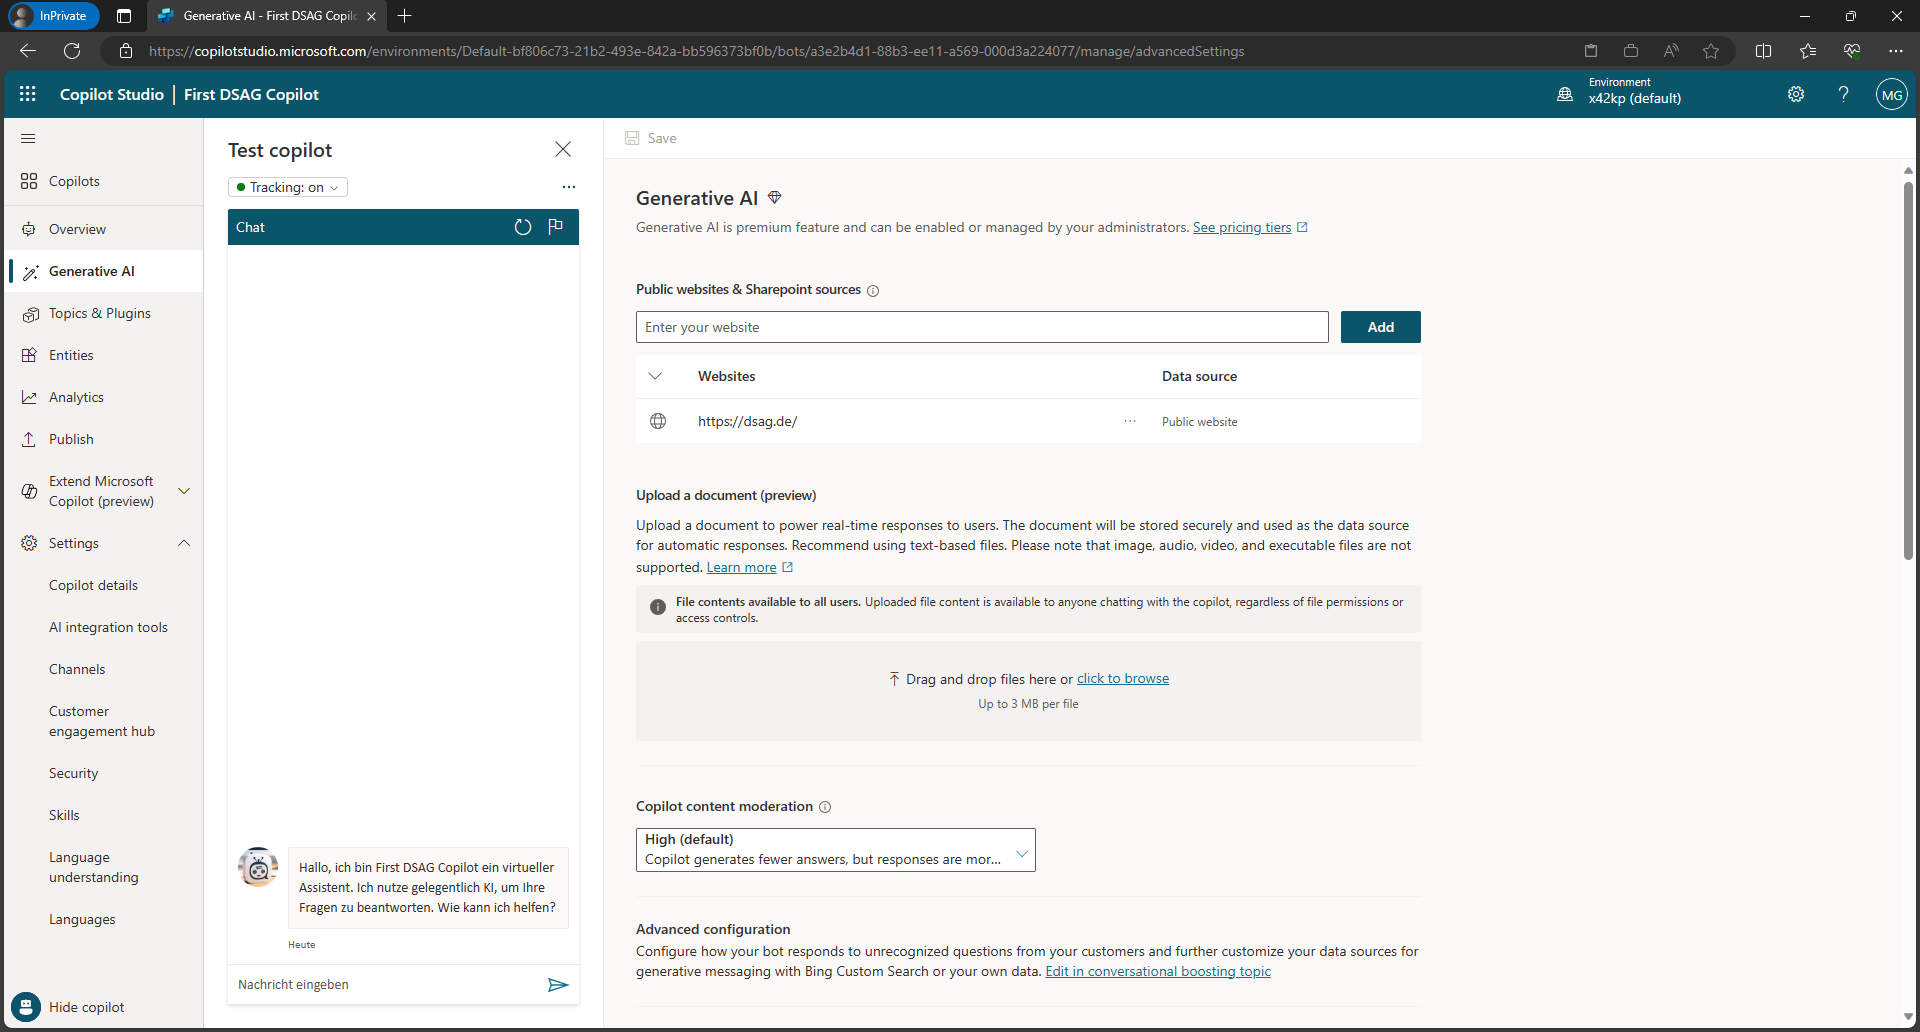 InPrivate
Generative AI - First DSAG Copil
https://copilotstudio.microsoft.com/environments/Default-bf806c73-21b2-493e-842a-bb596373bf0b/bots/a3e2b4d1-88b3-ee11-a569-000d3a224077/manage/advancedSettings
Copilot Studio | First DSAG Copilot
Environment
x42kp (default)
?
MG
Copilots
Overview
Generative AI
Topics & Plugins
Entities
Analytics
Publish
Extend Microsoft
Copilot (preview)
Settings
Copilot details
AI integration tools
Channels
Customer
engagement hub
Security
Skills
Language
understanding
Languages
Hide copilot
Test copilot
Tracking: on
Chat
Hallo, ich bin First DSAG Copilot ein virtueller
Assistent. Ich nutze gelegentlich KI, um Ihre
Fragen zu beantworten. Wie kann ich helfen?
Heute
Nachricht eingeben
Save
Generative AI
Generative AI is premium feature and can be enabled or managed by your administrators. See pricing tiers
Public websites & Sharepoint sources
Enter your website
Add
Websites
Data source
https://dsag.de/
Public website
Upload a document (preview)
Upload a document to power real-time responses to users. The document will be stored securely and used as the data source
for automatic responses. Recommend using text-based files. Please note that image, audio, video, and executable files are not
supported. Learn more
File contents available to all users. Uploaded file content is available to anyone chatting with the copilot, regardless of file permissions or
access controls.
Drag and drop files here or click to browse
Up to 3 MB per file
Copilot content moderation
High (default)
Copilot generates fewer answers, but responses are mor...
Advanced configuration
Configure how your bot responds to unrecognized questions from your customers and further customize your data sources for
generative messaging with Bing Custom Search or your own data. Edit in conversational boosting topic